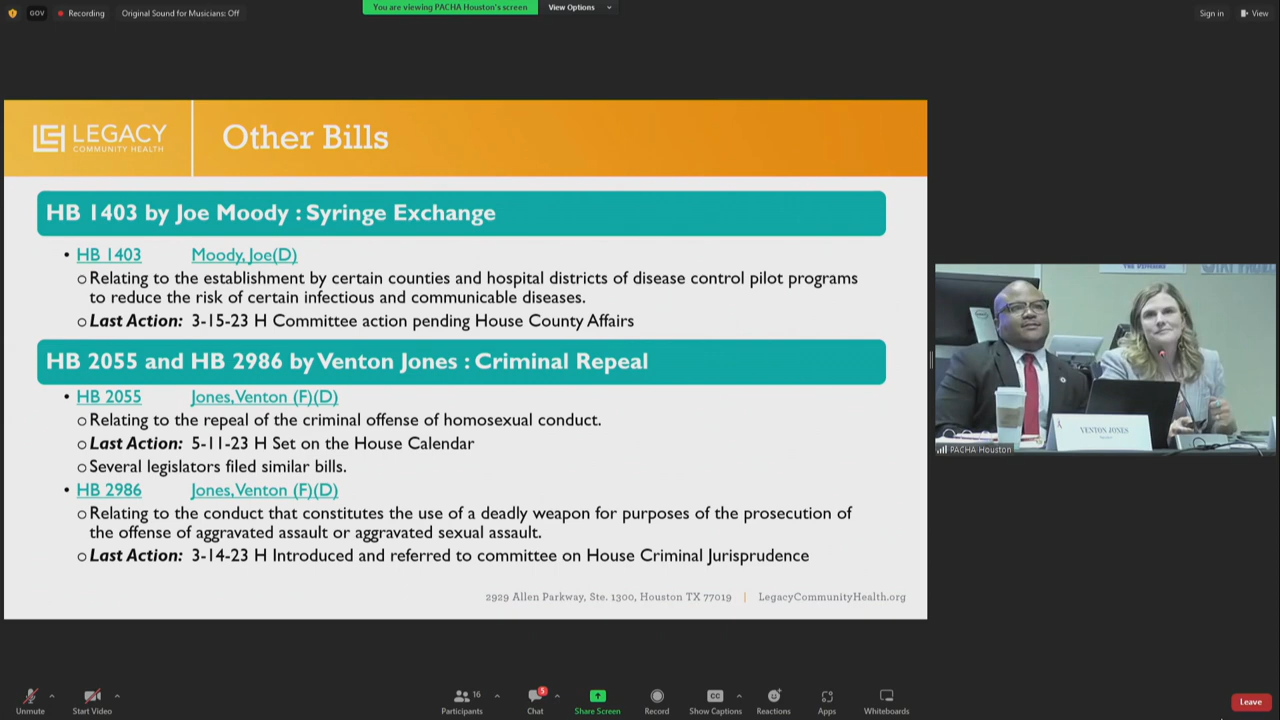 GOV
Recording
Original Sound for Musicians: Off
You are viewing PACHA Houston's screen
View Options
Sign in
View
LEGACY
COMMUNITY HEALTH
Other Bills
HB 1403 by Joe Moody : Syringe Exchange
• HB 1403 Moody, Joe(D)
o Relating to the establishment by certain counties and hospital districts of disease control pilot programs
to reduce the risk of certain infectious and communicable diseases.
o Last Action: 3-15-23 H Committee action pending House County Affairs
HB 2055 and HB 2986 by Venton Jones : Criminal Repeal
• HB 2055 Jones, Venton (F)(D)
o Relating to the repeal of the criminal offense of homosexual conduct.
o Last Action: 5-11-23 H Set on the House Calendar
o Several legislators filed similar bills.
• HB 2986 Jones, Venton (F)(D)
o Relating to the conduct that constitutes the use of a deadly weapon for purposes of the prosecution of
the offense of aggravated assault or aggravated sexual assault.
o Last Action: 3-14-23 H Introduced and referred to committee on House Criminal Jurisprudence
2929 Allen Parkway, Ste. 1300, Houston TX 77019 | LegacyCommunityHealth.org
VENTON JONES
PACHA Houston
Unmute
Start Video
16
Participants
5
Chat
Share Screen
Record
CC
Show Captions
Reactions
Apps
Whiteboards
Leave